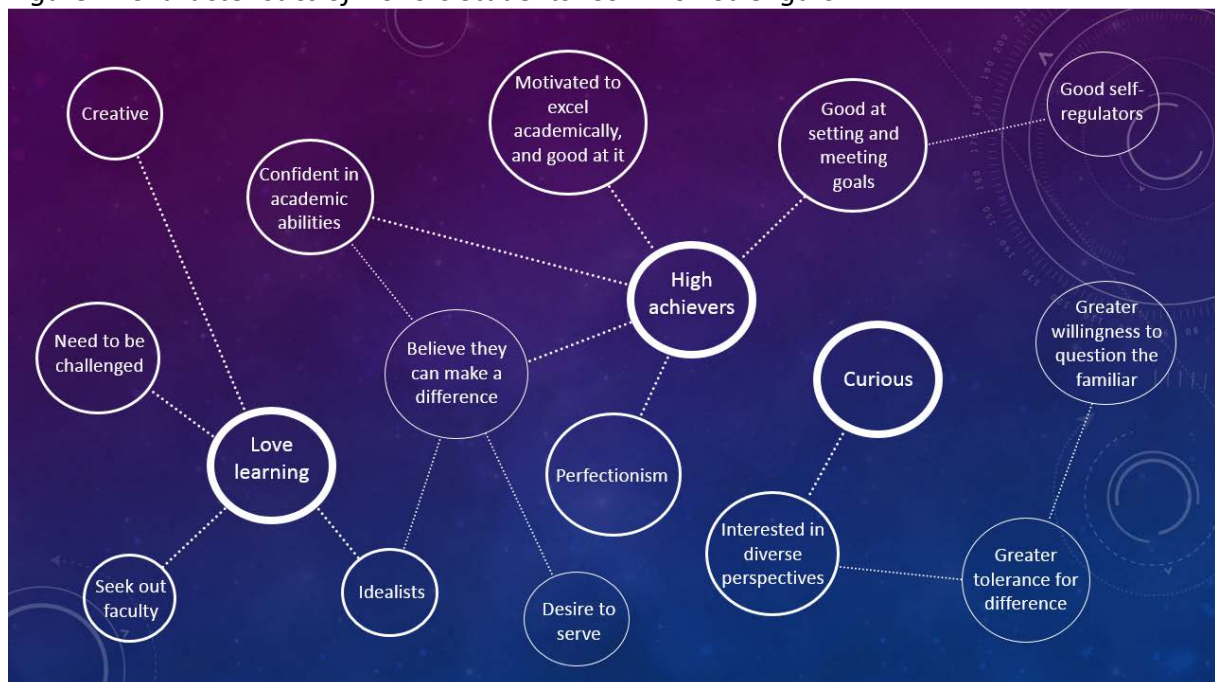 Creative
Motivated to
excel
academically,
and good at it
Good at
setting and
meeting
goals
Good self-
regulators
Confident in
academic
abilities
High
achievers
Need to be
challenged
Believe they
can make a
difference
Curious
Greater
willingness to
question the
familiar
Love
learning
Perfectionism
Interested in
diverse
perspectives
Seek out
faculty
Idealists
Desire to
serve
Greater
tolerance for
difference